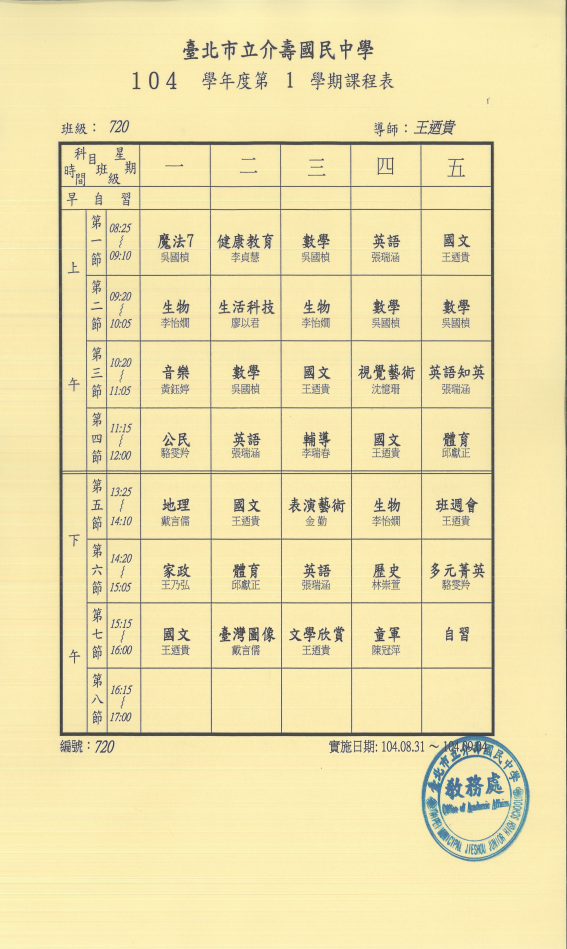 臺北市立介壽國民中學
104 學年度第 1 學期課程表
班級： 720 導師：王迺貴
科目 星期 時間 班級 一 二 三 四 五
早 自 習
上午
第一節 08:25 ~ 09:10 魔法7 健康教育 數學 英語 國文
吳國楨 李貞慧 吳國楨 張瑞涵 王迺貴
第二節 09:20 ~ 10:05 生物 生活科技 生物 數學 數學
李怡嫺 廖以君 李怡嫺 吳國楨 吳國楨
第三節 10:20 ~ 11:05 音樂 數學 國文 視覺藝術 英語知英
黃鈺婷 吳國楨 王迺貴 沈憶珊 張瑞涵
第四節 11:15 ~ 12:00 公民 英語 輔導 國文 體育
駱雯羚 張瑞涵 李瑞春 王迺貴 邱獻正
下午
第五節 13:25 ~ 14:10 地理 國文 表演藝術 生物 班週會
戴言儒 王迺貴 金勤 李怡嫺 王迺貴
第六節 14:20 ~ 15:05 家政 體育 英語 歷史 多元菁英
王乃弘 邱獻正 張瑞涵 林崇萱 駱雯羚
第七節 15:15 ~ 16:00 國文 臺灣圖像 文學欣賞 童軍 自習
王迺貴 戴言儒 王迺貴 陳冠萍
第八節 16:15 ~ 17:00
編號：720 實施日期: 104.08.31 ～ 104.09.04
臺北市立介壽國民中學
教務處
Office of Academic Affairs
TAIPEI MUNICIPAL JIESHOU JUNIOR HIGH SCHOOL